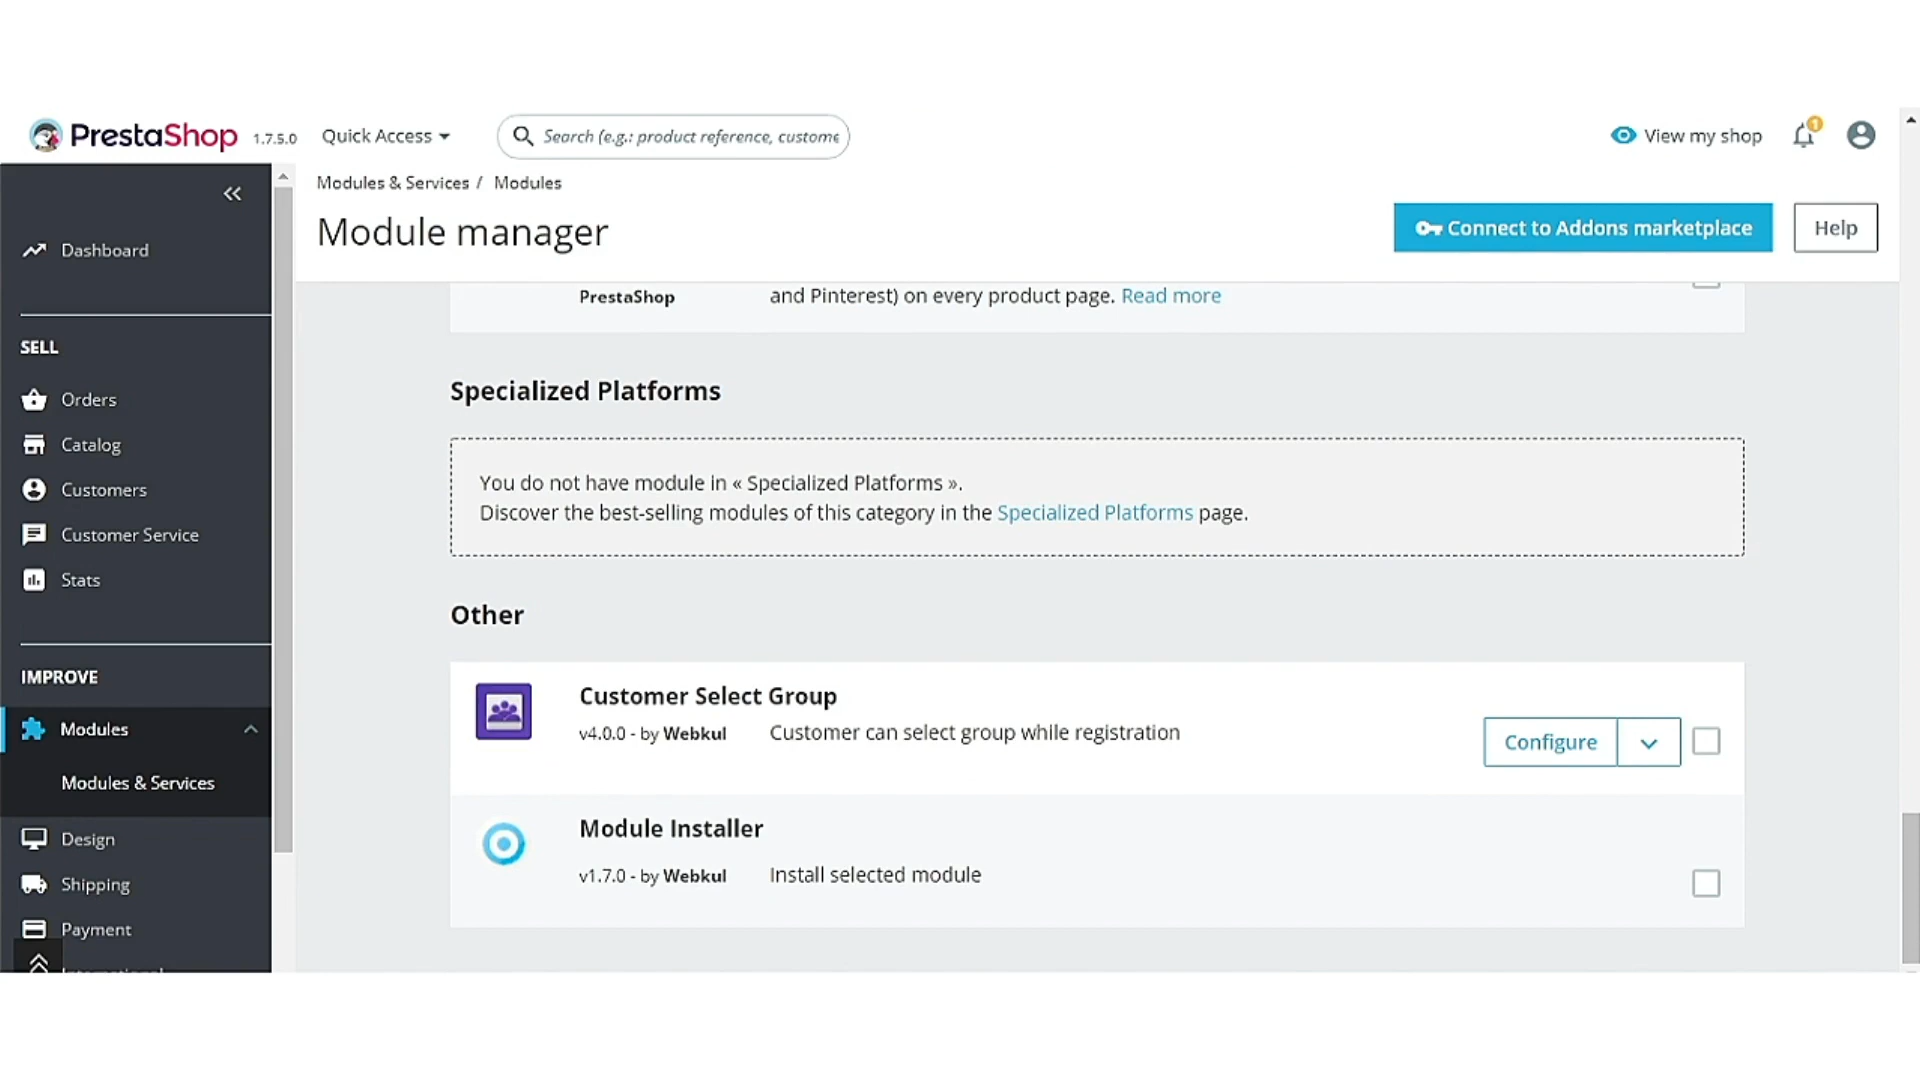 PrestaShop 1.7.5.0 Quick Access Search (e.g.: product reference, custome View my shop 1
Modules & Services / Modules
Module manager
Connect to Addons marketplace Help
Dashboard
SELL
Orders
Catalog
Customers
Customer Service
Stats
IMPROVE
Modules
Modules & Services
Design
Shipping
Payment
PrestaShop and Pinterest) on every product page. Read more
Specialized Platforms
You do not have module in « Specialized Platforms ».
Discover the best-selling modules of this category in the Specialized Platforms page.
Other
Customer Select Group
v4.0.0 - by Webkul Customer can select group while registration
Configure
Module Installer
v1.7.0 - by Webkul Install selected module